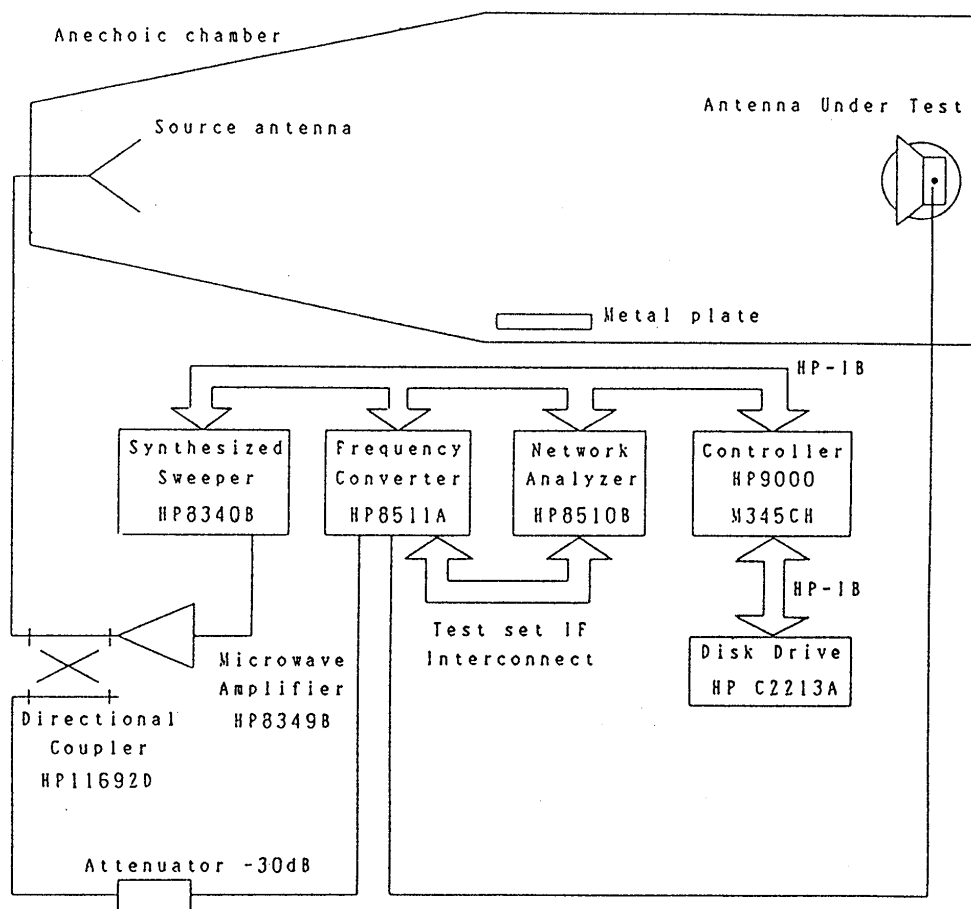 Anechoic chamber
Source antenna
Antenna Under Test
Metal plate
HP-IB
Synthesized
Sweeper
HP8340B
Frequency
Converter
HP8511A
Network
Analyzer
HP8510B
Controller
HP9000
M345CH
HP-IB
Test set IF
Interconnect
Disk Drive
HP C2213A
Microwave
Amplifier
HP8349B
Directional
Coupler
HP11692D
Attenuator -30dB